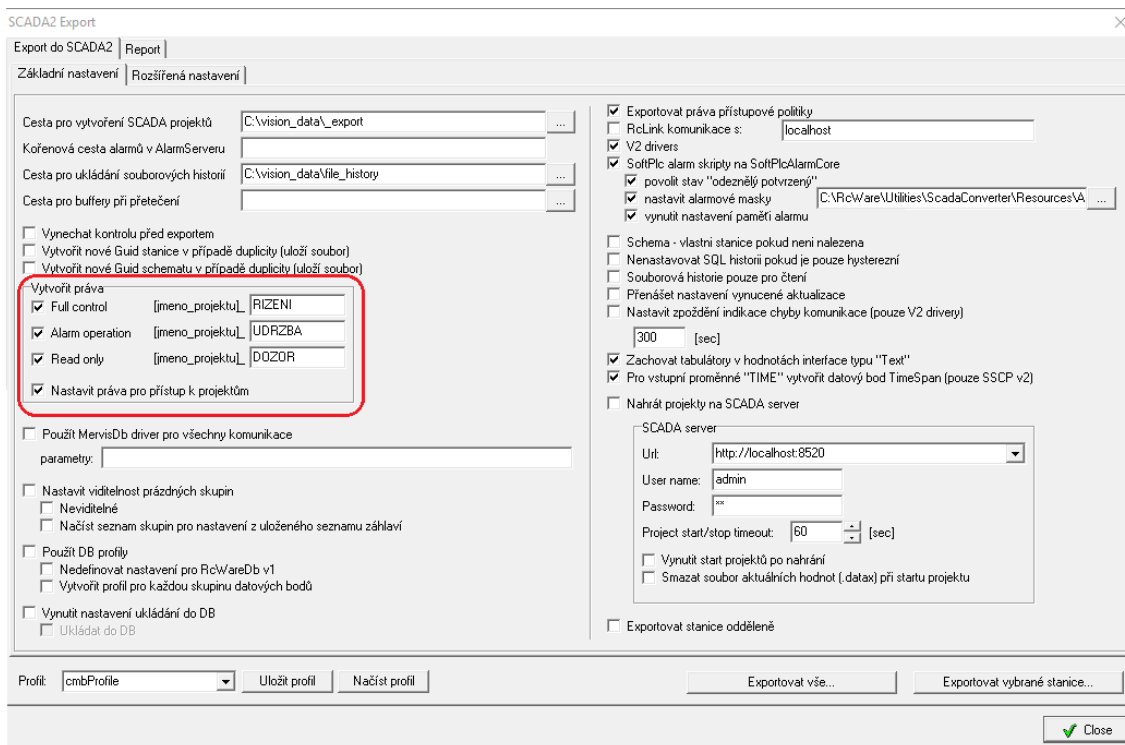 SCADA2 Export
Export do SCADA2 Report
Základní nastavení Rozšířená nastavení
Cesta pro vytvoření SCADA projektů C:\vision_data\_export ...
Kořenová cesta alarmů v AlarmServeru
Cesta pro ukládání souborových historií C:\vision_data\file_history ...
Cesta pro buffery při přetečení ...
Vynechat kontrolu před exportem
Vytvořit nové Guid stanice v případě duplicity (uloží soubor)
Vytvořit nové Guid schematu v případě duplicity (uloží soubor)
Vytvořit práva
Full control [jmeno_projektu]_ RIZENI
Alarm operation [jmeno_projektu]_ UDRZBA
Read only [jmeno_projektu]_ DOZOR
Nastavit práva pro přístup k projektům
Použít MervisDb driver pro všechny komunikace
parametry:
Nastavit viditelnost prázdných skupin
Neviditelné
Načíst seznam skupin pro nastavení z uloženého seznamu záhlaví
Použít DB profily
Nedefinovat nastavení pro RcWareDb v1
Vytvořit profil pro každou skupinu datových bodů
Vynutit nastavení ukládání do DB
Ukládat do DB
Exportovat práva přístupové politiky
RcLink komunikace s: localhost
V2 drivers
SoftPlc alarm skripty na SoftPlcAlarmCore
povolit stav "odeznělý potvrzený"
nastavit alarmové masky C:\RcWare\Utilities\ScadaConverter\Resources\A ...
vynutit nastavení paměti alarmu
Schema - vlastni stanice pokud neni nalezena
Nenastavovat SQL historii pokud je pouze hysterezní
Souborová historie pouze pro čtení
Přenášet nastavení vynucené aktualizace
Nastavit zpoždění indikace chyby komunikace (pouze V2 drivery)
300 [sec]
Zachovat tabulátory v hodnotách interface typu "Text"
Pro vstupní proměnné "TIME" vytvořit datový bod TimeSpan (pouze SSCP v2)
Nahrát projekty na SCADA server
SCADA server
Url: http://localhost:8520
User name: admin
Password: **
Project start/stop timeout: 60 [sec]
Vynutit start projektů po nahrání
Smazat soubor aktuálních hodnot (.datax) při startu projektu
Exportovat stanice odděleně
Profil: cmbProfile Uložit profil Načíst profil Exportovat vše... Exportovat vybrané stanice...
Close